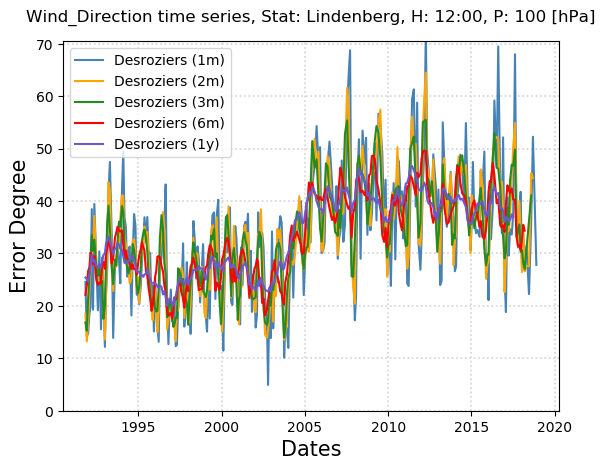 Wind_Direction time series, Stat: Lindenberg, H: 12:00, P: 100 [hPa]
70
60
50
40
30
20
10
0
Error Degree
Desroziers (1m)
Desroziers (2m)
Desroziers (3m)
Desroziers (6m)
Desroziers (1y)
1995
2000
2005
2010
2015
2020
Dates